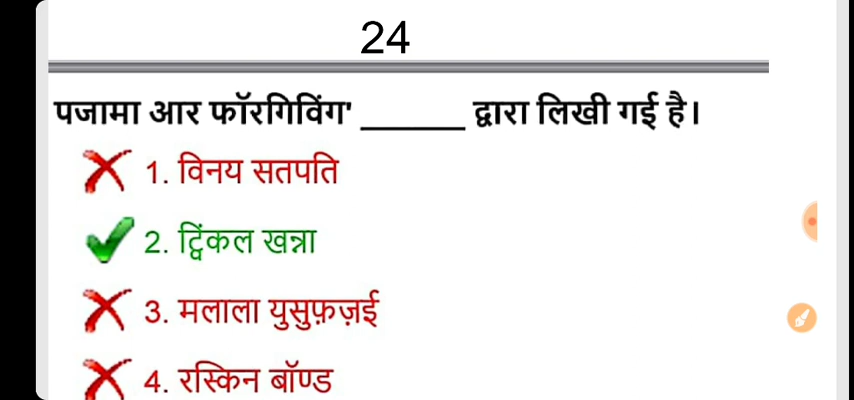 24
पजामा आर फॉरगिविंग' ______ द्वारा लिखी गई है।
1. विनय सतपति
2. ट्विंकल खन्ना
3. मलाला युसुफ़ज़ई
4. रस्किन बॉण्ड